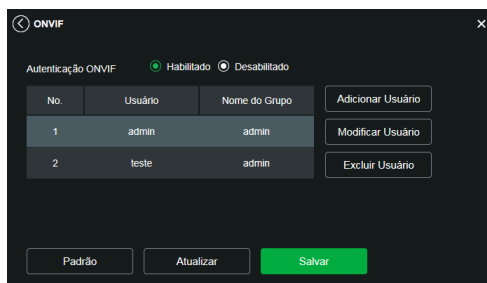 ONVIF
Autenticação ONVIF Habilitado Desabilitado
No. Usuário Nome do Grupo Adicionar Usuário
1 admin admin Modificar Usuário
2 teste admin Excluir Usuário
Padrão Atualizar Salvar